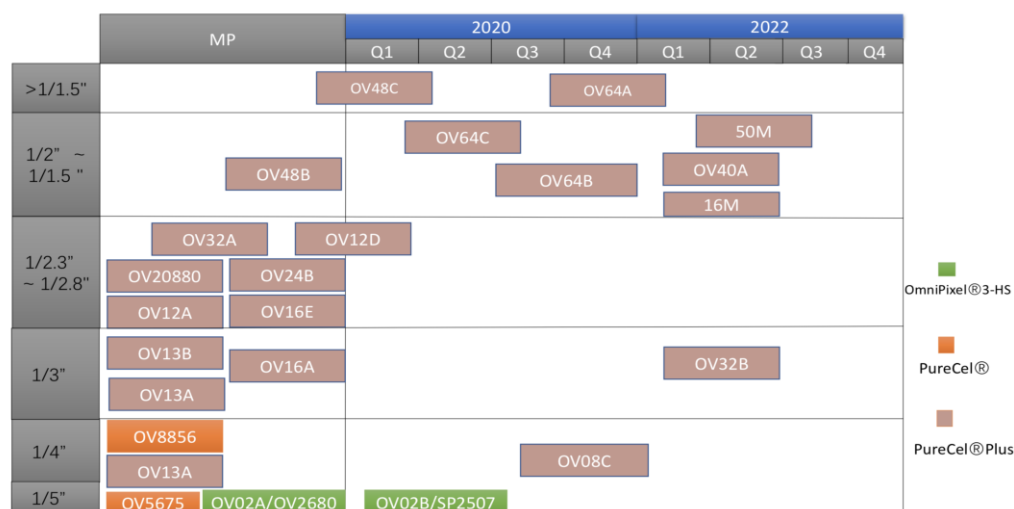 MP
2020
2022
Q1
Q2
Q3
Q4
Q1
Q2
Q3
Q4
>1/1.5"
OV48C
OV64A
1/2” ~
1/1.5 "
OV64C
50M
OV48B
OV64B
OV40A
16M
1/2.3”
~ 1/2.8"
OV32A
OV12D
OV20880
OV24B
OV12A
OV16E
OmniPixel®3-HS
1/3”
OV13B
OV16A
OV32B
OV13A
PureCel®
1/4”
OV8856
OV13A
OV08C
PureCel®Plus
1/5”
OV5675
OV02A/OV2680
OV02B/SP2507